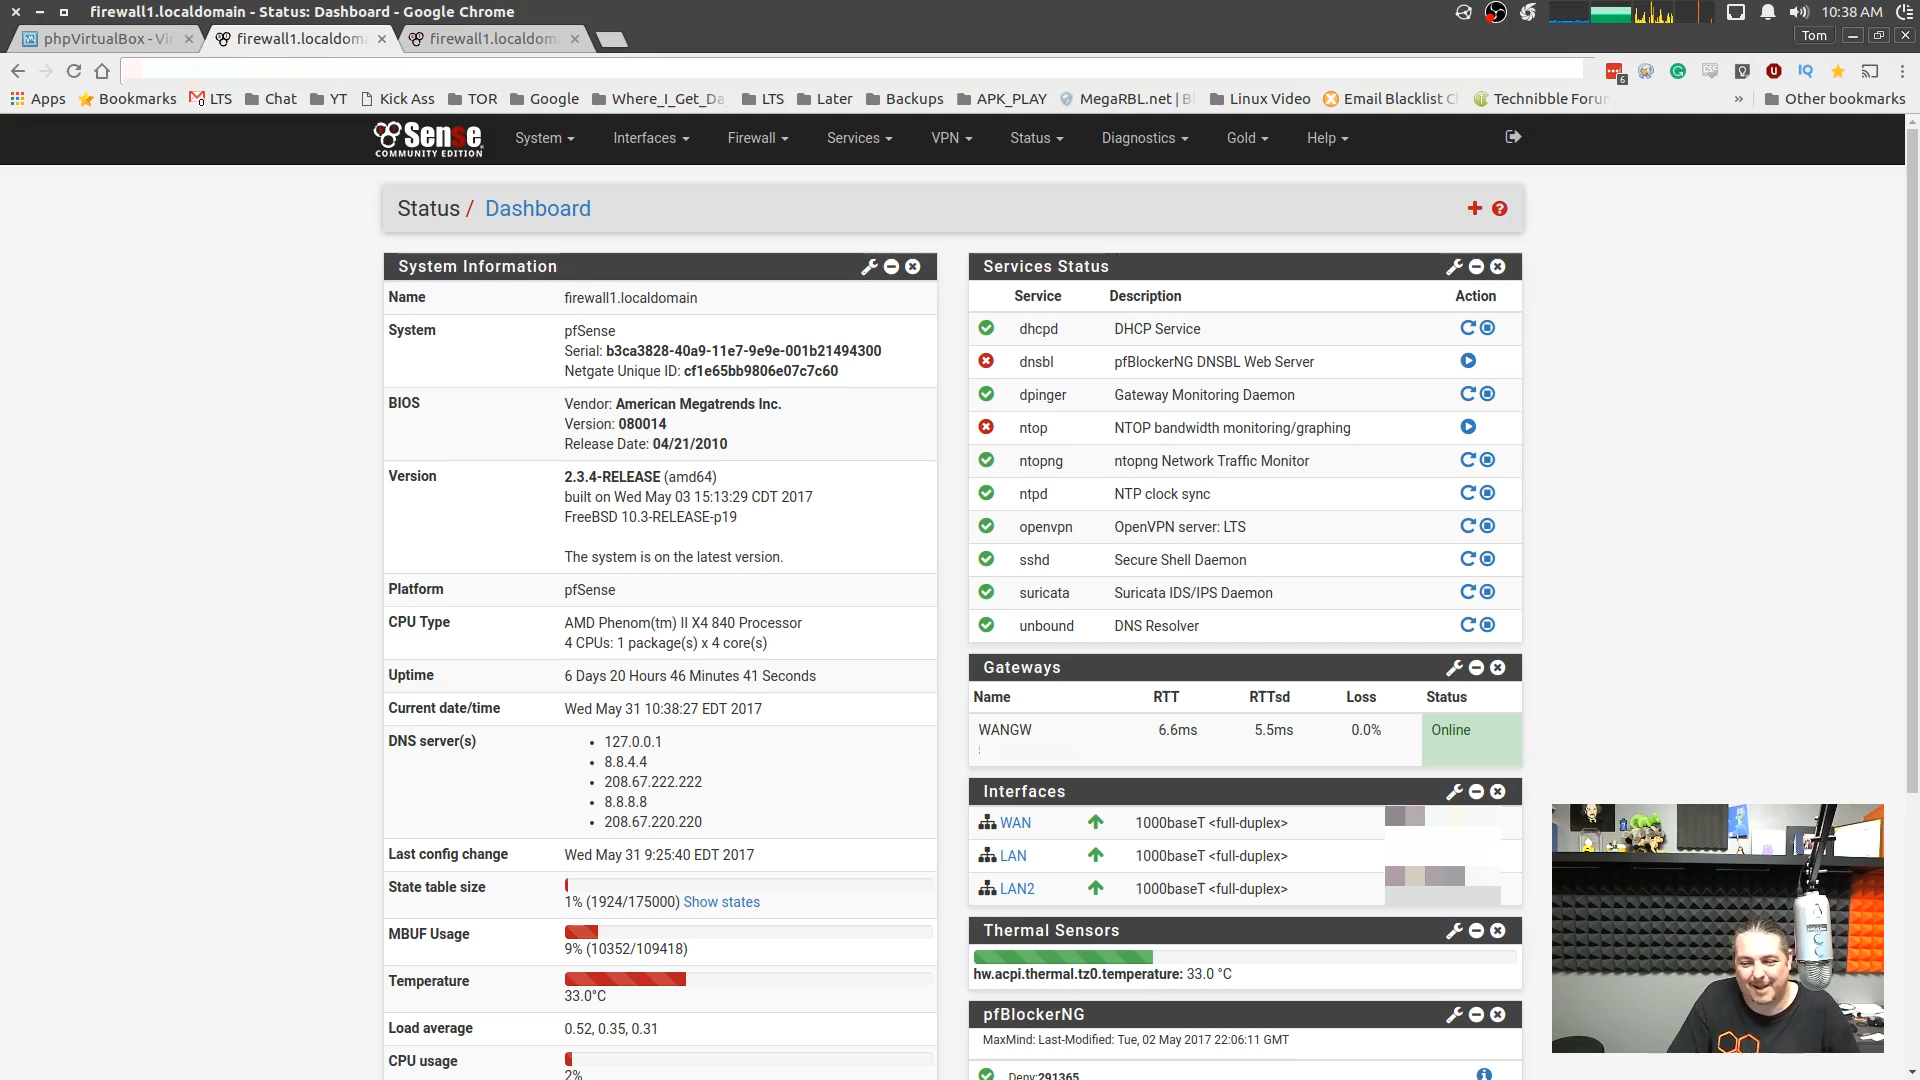 firewall1.localdomain - Status: Dashboard - Google Chrome
10:38 AM
phpVirtualBox - Vir
firewall1.localdoma
firewall1.localdom
Tom
6
Apps
Bookmarks
LTS
Chat
YT
Kick Ass
TOR
Google
Where_I_Get_Da
LTS
Later
Backups
APK_PLAY
MegaRBL.net | Bl
Linux Video
Email Blacklist C
Technibble Forum
»
Other bookmarks
Sense
COMMUNITY EDITION
System
Interfaces
Firewall
Services
VPN
Status
Diagnostics
Gold
Help
Status / Dashboard
System Information
Name
firewall1.localdomain
System
pfSense
Serial: b3ca3828-40a9-11e7-9e9e-001b21494300
Netgate Unique ID: cf1e65bb9806e07c7c60
BIOS
Vendor: American Megatrends Inc.
Version: 080014
Release Date: 04/21/2010
Version
2.3.4-RELEASE (amd64)
built on Wed May 03 15:13:29 CDT 2017
FreeBSD 10.3-RELEASE-p19
The system is on the latest version.
Platform
pfSense
CPU Type
AMD Phenom(tm) II X4 840 Processor
4 CPUs: 1 package(s) x 4 core(s)
Uptime
6 Days 20 Hours 46 Minutes 41 Seconds
Current date/time
Wed May 31 10:38:27 EDT 2017
DNS server(s)
127.0.0.1
8.8.4.4
208.67.222.222
8.8.8.8
208.67.220.220
Last config change
Wed May 31 9:25:40 EDT 2017
State table size
1% (1924/175000) Show states
MBUF Usage
9% (10352/109418)
Temperature
33.0°C
Load average
0.52, 0.35, 0.31
CPU usage
2%
Services Status
Service Description Action
dhcpd DHCP Service
dnsbl pfBlockerNG DNSBL Web Server
dpinger Gateway Monitoring Daemon
ntop NTOP bandwidth monitoring/graphing
ntopng ntopng Network Traffic Monitor
ntpd NTP clock sync
openvpn OpenVPN server: LTS
sshd Secure Shell Daemon
suricata Suricata IDS/IPS Daemon
unbound DNS Resolver
Gateways
Name RTT RTTsd Loss Status
WANGW 6.6ms 5.5ms 0.0% Online
Interfaces
WAN 1000baseT <full-duplex>
LAN 1000baseT <full-duplex>
LAN2 1000baseT <full-duplex>
Thermal Sensors
hw.acpi.thermal.tz0.temperature: 33.0 °C
pfBlockerNG
MaxMind: Last-Modified: Tue, 02 May 2017 22:06:11 GMT
Deny:291365